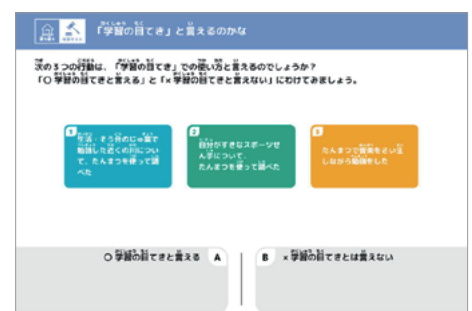 「学習の目てき」と言えるのかな
次の3つの行動は、「学習の目てき」での使い方と言えるのでしょうか?
「○ 学習の目てきと言える」と「× 学習の目てきと言えない」にわけてみましょう。
1
生活・そう合のじゅ業で
勉強した近くの川につい
て、たんまつを使って調
べた
2
自分がすきなスポーツせ
ん手について、
たんまつを使って調べた
3
たんまつで音楽をさい生
しながら勉強をした
○ 学習の目てきと言える A
B × 学習の目てきとは言えない